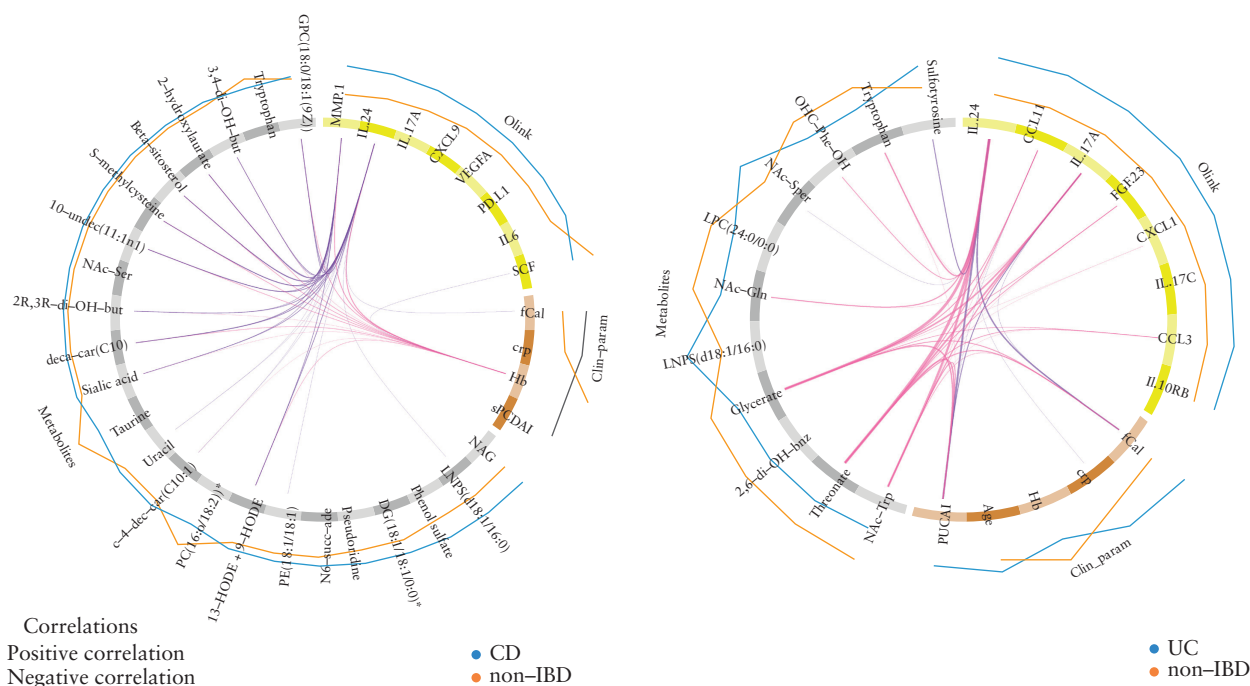 GPC(18:0/18:1(9Z))
Tryptophan
3,4–di–OH–but
2–hydroxylaurate
Beta–sitosterol
S–methylcysteine
10–undec(11:1n1)
NAc–Ser
2R,3R–di–OH–but
deca–car(C10)
Sialic acid
Taurine
Uracil
c–4–dec–car(C10:1)
PC(16:0/18:2))*
13–HODE + 9–HODE
PE(18:1/18:1)
N6–succ–ade
Pseudoridine
DG(18:1/18:1/0:0))*
Phenol sulfate
LNPS(d18:1/16:0)
NAG
MMP.1
IL24
IL.17A
CXCL9
VEGFA
PD.L1
IL6
SCF
fCal
crp
Hb
sPCDAI
Olink
Clin–param
Metabolites
Correlations
Positive correlation
Negative correlation
CD
non–IBD
Sulfotyrosine
Tryptophan
OHC–Phe–OH
NAc–Sper
LPC(24:0/0:0)
NAc–Gln
LNPS(d18:1/16:0)
Glycerate
2,6–di–OH–bnz
Threonate
NAc–Trp
PUCAI
Age
Hb
crp
fCal
IL24
CCL11
IL.17A
FGF.23
CXCL1
IL.17C
CCL3
Il.10RB
Olink
Clin_param
Metabolites
UC
non–IBD